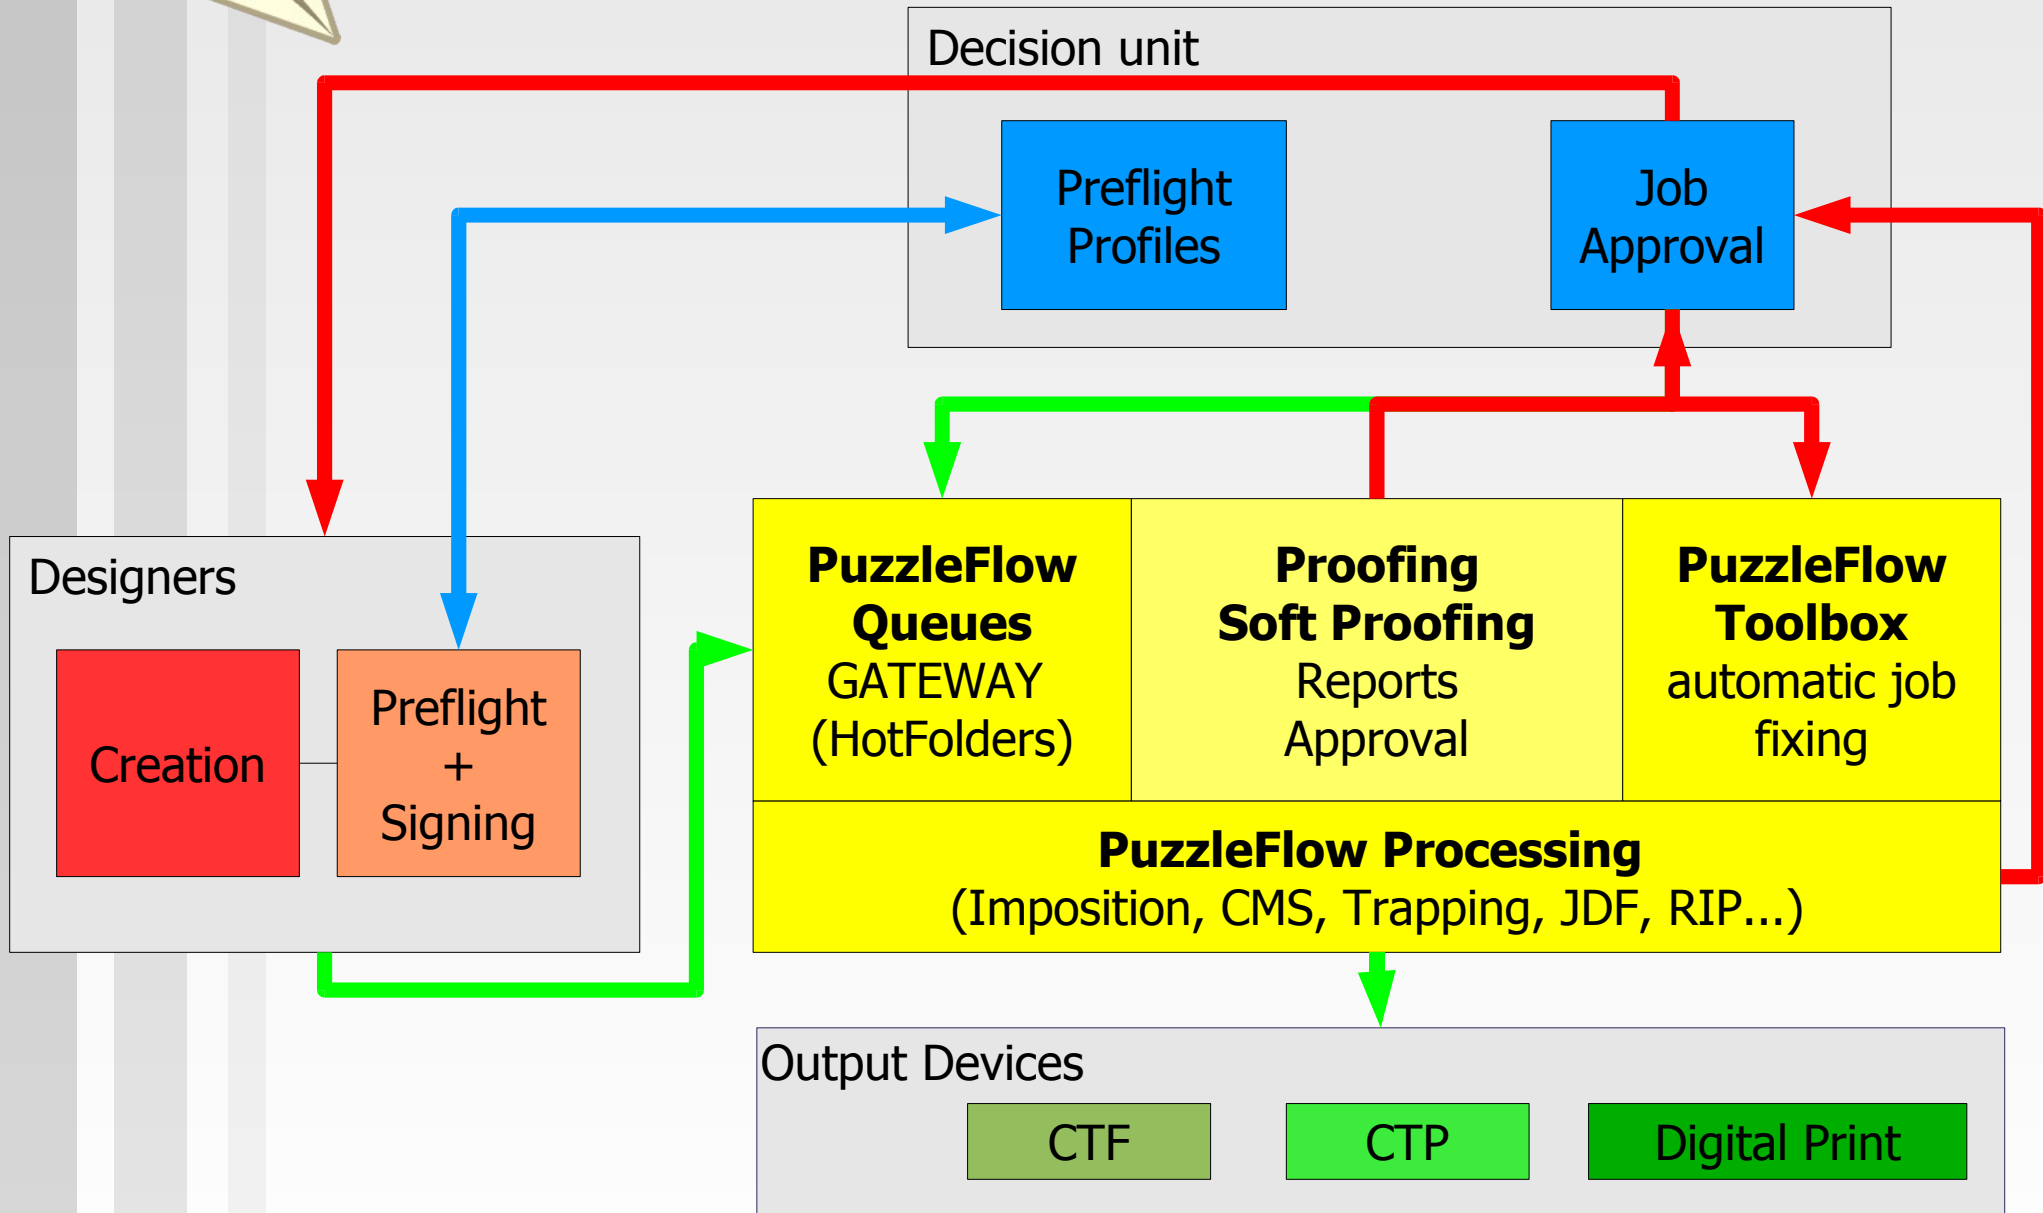 Decision unit
Preflight
Profiles
Job
Approval
Designers
Creation
Preflight
+
Signing
PuzzleFlow
Queues
GATEWAY
(HotFolders)
Proofing
Soft Proofing
Reports
Approval
PuzzleFlow
Toolbox
automatic job
fixing
PuzzleFlow Processing
(Imposition, CMS, Trapping, JDF, RIP...)
Output Devices
CTF
CTP
Digital Print